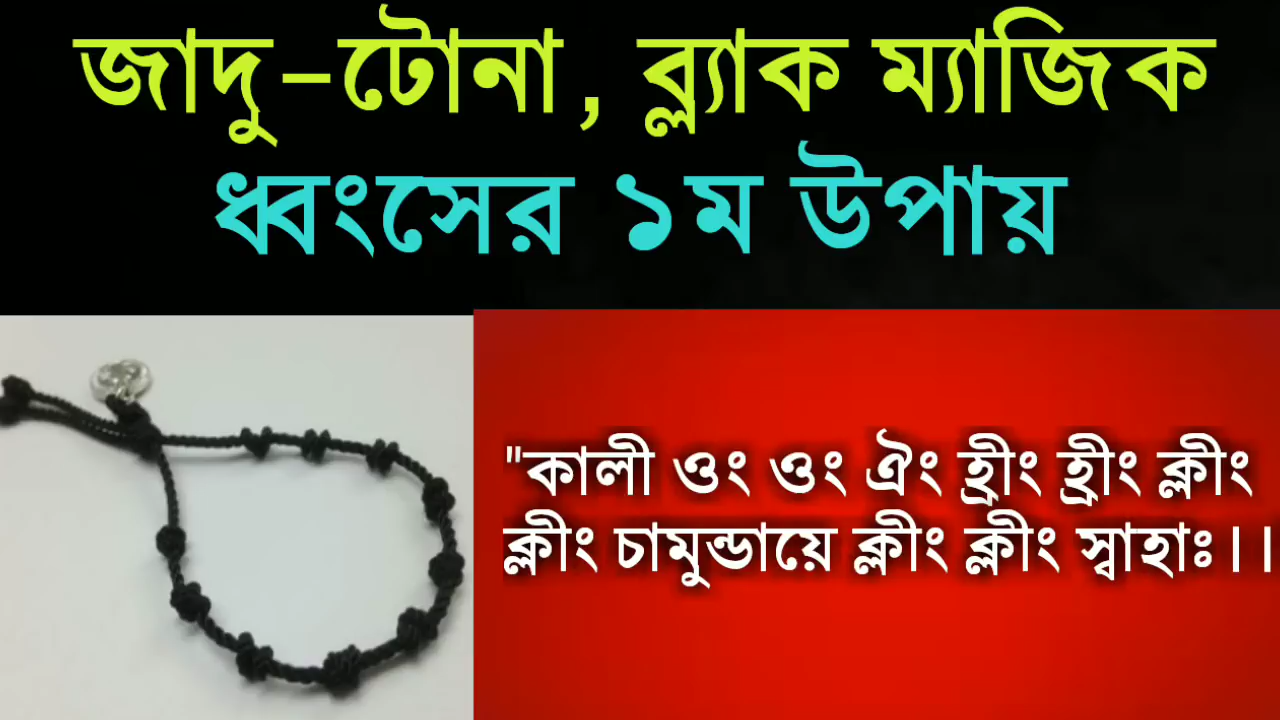 জাদু-টোনা, ব্ল্যাক ম্যাজিক
ধ্বংসের ১ম উপায়
"কালী ওং ওং ঐং হ্রীং হ্রীং ক্লীং
ক্লীং চামুন্ডায়ে ক্লীং ক্লীং স্বাহাঃ।।